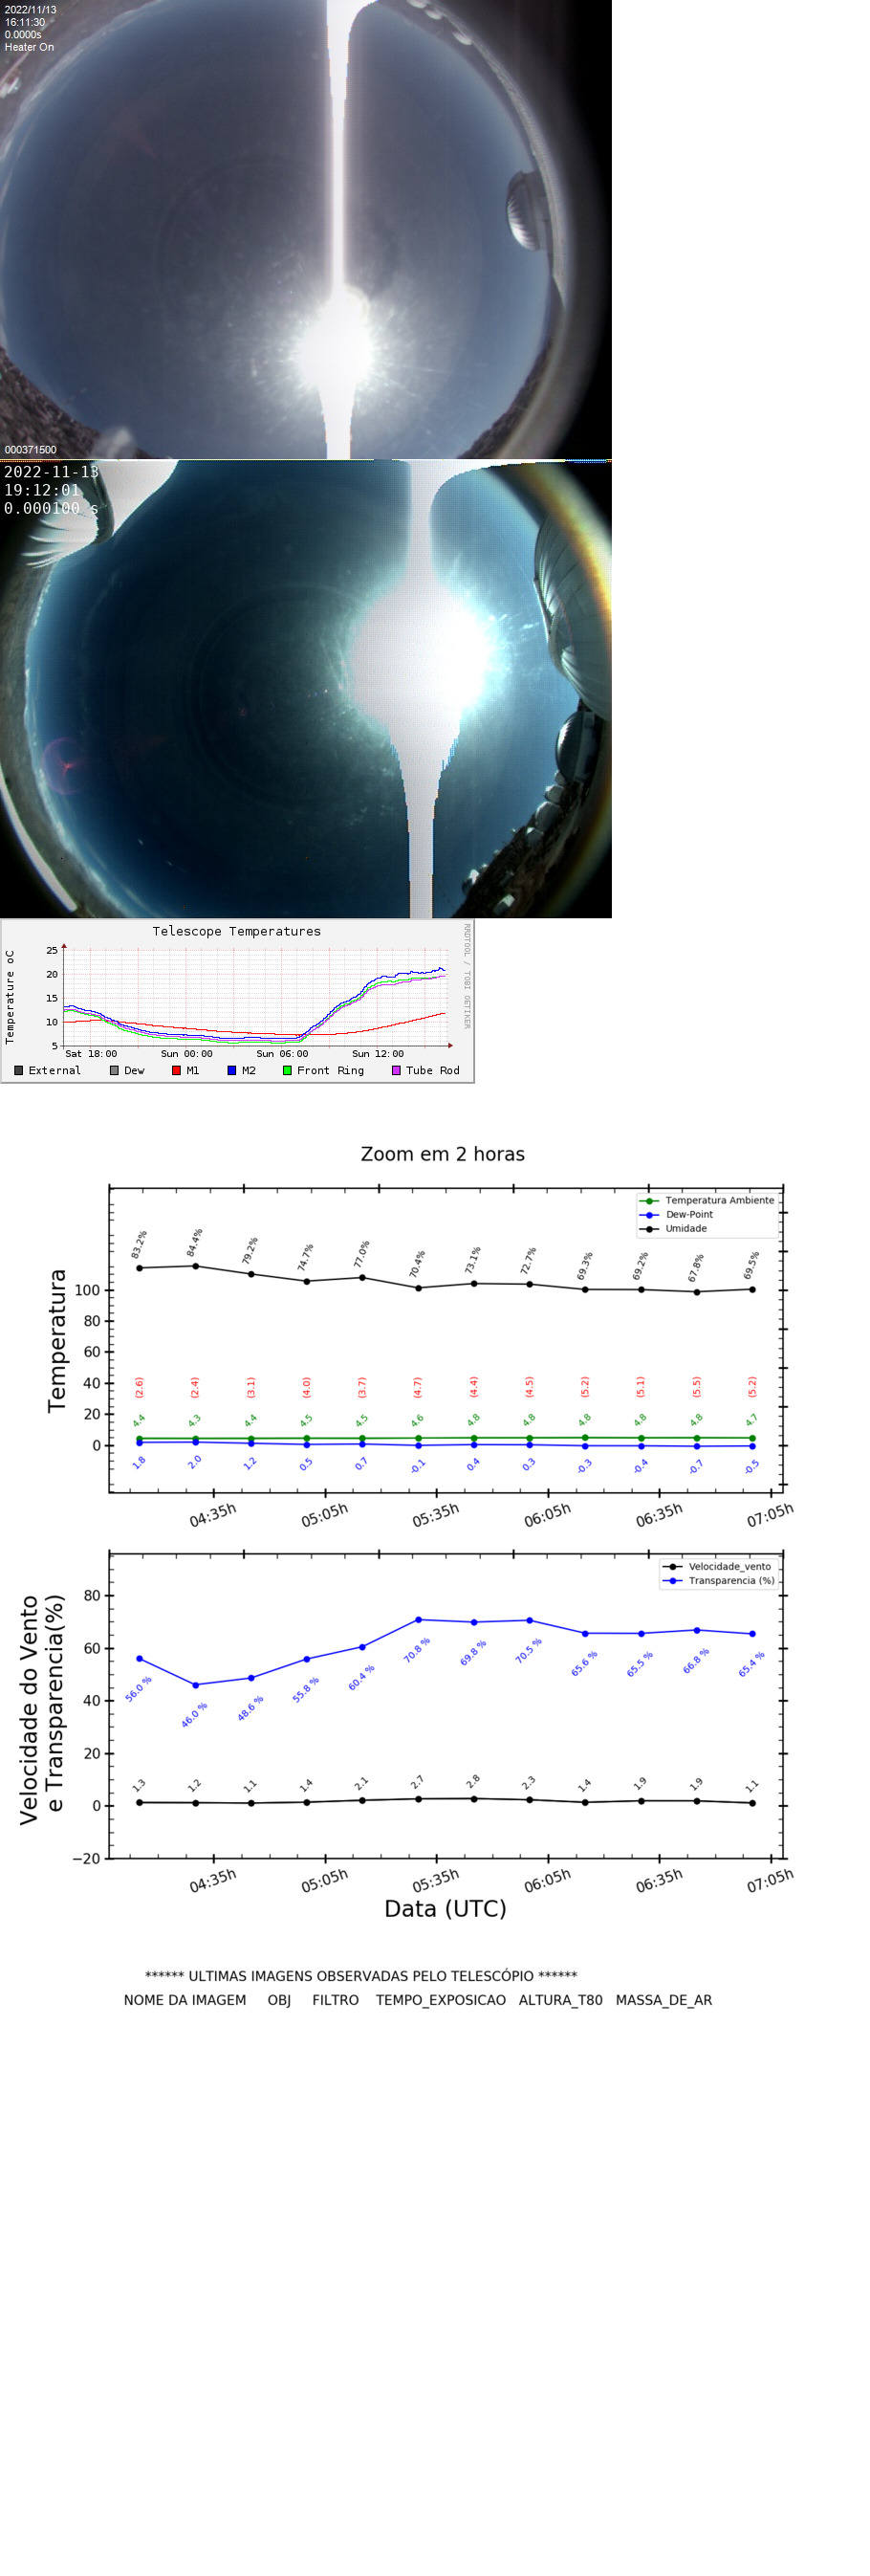 2022/11/13
16:11:30
0.0000s
Heater On
000371500
2022-11-13
19:12:01
0.000100 s
Telescope Temperatures
RRDTOOL / TOBI OETIKER
Temperature oC
25
20
15
10
5
Sat 18:00 Sun 00:00 Sun 06:00 Sun 12:00
External Dew M1 M2 Front Ring Tube Rod
Zoom em 2 horas
Temperatura Ambiente
Dew-Point
Umidade
Temperatura
83.2% 84.4% 79.2% 74.7% 77.0% 70.4% 73.1% 72.7% 69.3% 69.2% 67.8% 69.5%
100
80
60
40
20
0
(2.6) (2.4) (3.1) (4.0) (3.7) (4.7) (4.4) (4.5) (5.2) (5.1) (5.5) (5.2)
4.4 4.3 4.4 4.5 4.5 4.6 4.8 4.8 4.8 4.8 4.8 4.7
1.8 2.0 1.2 0.5 0.7 -0.1 0.4 0.3 -0.3 -0.4 -0.7 -0.5
04:35h 05:05h 05:35h 06:05h 06:35h 07:05h
Velocidade_vento
Transparencia (%)
Velocidade do Vento
e Transparencia(%)
80
60
40
20
0
−20
56.0 % 46.0 % 48.6 % 55.8 % 60.4 % 70.8 % 69.8 % 70.5 % 65.6 % 65.5 % 66.8 % 65.4 %
1.3 1.2 1.1 1.4 2.1 2.7 2.8 2.3 1.4 1.9 1.9 1.1
04:35h 05:05h 05:35h 06:05h 06:35h 07:05h
Data (UTC)
****** ULTIMAS IMAGENS OBSERVADAS PELO TELESCÓPIO ******
NOME DA IMAGEM OBJ FILTRO TEMPO_EXPOSICAO ALTURA_T80 MASSA_DE_AR